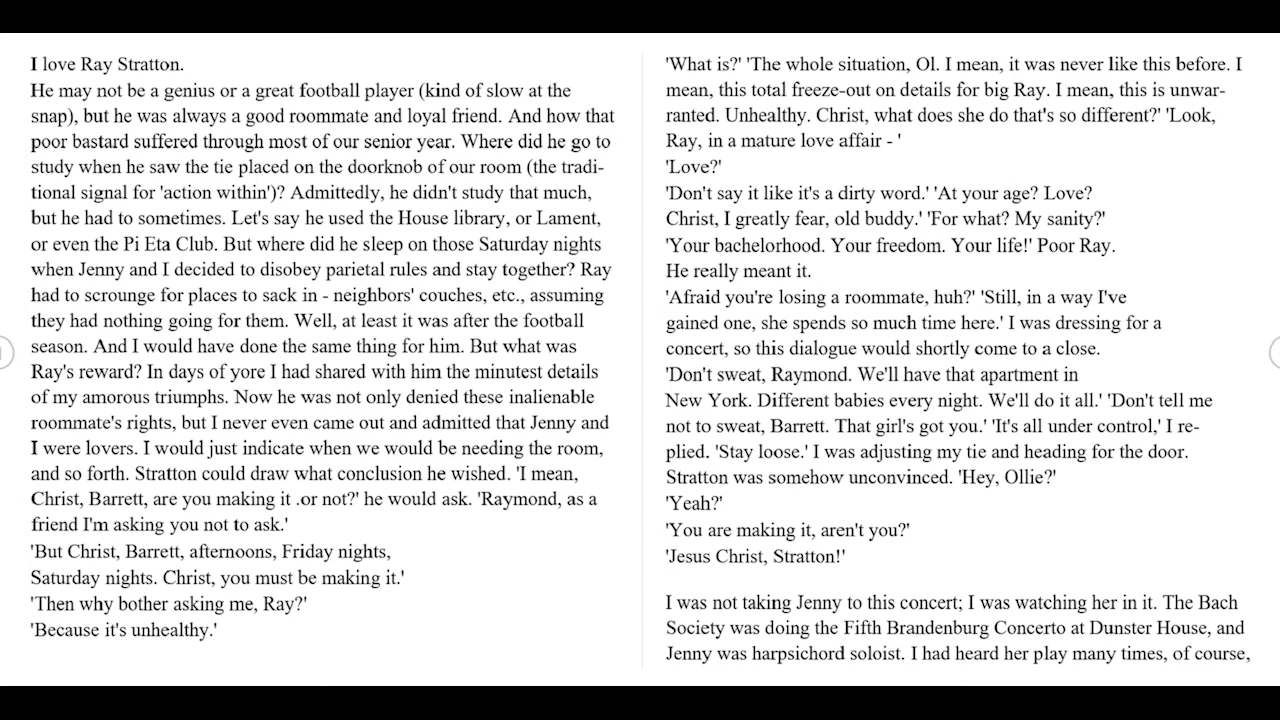 I love Ray Stratton.
He may not be a genius or a great football player (kind of slow at the
snap), but he was always a good roommate and loyal friend. And how that
poor bastard suffered through most of our senior year. Where did he go to
study when he saw the tie placed on the doorknob of our room (the tradi-
tional signal for 'action within')? Admittedly, he didn't study that much,
but he had to sometimes. Let's say he used the House library, or Lament,
or even the Pi Eta Club. But where did he sleep on those Saturday nights
when Jenny and I decided to disobey parietal rules and stay together? Ray
had to scrounge for places to sack in - neighbors' couches, etc., assuming
they had nothing going for them. Well, at least it was after the football
season. And I would have done the same thing for him. But what was
Ray's reward? In days of yore I had shared with him the minutest details
of my amorous triumphs. Now he was not only denied these inalienable
roommate's rights, but I never even came out and admitted that Jenny and
I were lovers. I would just indicate when we would be needing the room,
and so forth. Stratton could draw what conclusion he wished. 'I mean,
Christ, Barrett, are you making it .or not?' he would ask. 'Raymond, as a
friend I'm asking you not to ask.'
'But Christ, Barrett, afternoons, Friday nights,
Saturday nights. Christ, you must be making it.'
'Then why bother asking me, Ray?'
'Because it's unhealthy.'
'What is?' 'The whole situation, Ol. I mean, it was never like this before. I
mean, this total freeze-out on details for big Ray. I mean, this is unwar-
ranted. Unhealthy. Christ, what does she do that's so different?' 'Look,
Ray, in a mature love affair - '
'Love?'
'Don't say it like it's a dirty word.' 'At your age? Love?
Christ, I greatly fear, old buddy.' 'For what? My sanity?'
'Your bachelorhood. Your freedom. Your life!' Poor Ray.
He really meant it.
'Afraid you're losing a roommate, huh?' 'Still, in a way I've
gained one, she spends so much time here.' I was dressing for a
concert, so this dialogue would shortly come to a close.
'Don't sweat, Raymond. We'll have that apartment in
New York. Different babies every night. We'll do it all.' 'Don't tell me
not to sweat, Barrett. That girl's got you.' 'It's all under control,' I re-
plied. 'Stay loose.' I was adjusting my tie and heading for the door.
Stratton was somehow unconvinced. 'Hey, Ollie?'
'Yeah?'
'You are making it, aren't you?'
'Jesus Christ, Stratton!'
I was not taking Jenny to this concert; I was watching her in it. The Bach
Society was doing the Fifth Brandenburg Concerto at Dunster House, and
Jenny was harpsichord soloist. I had heard her play many times, of course,